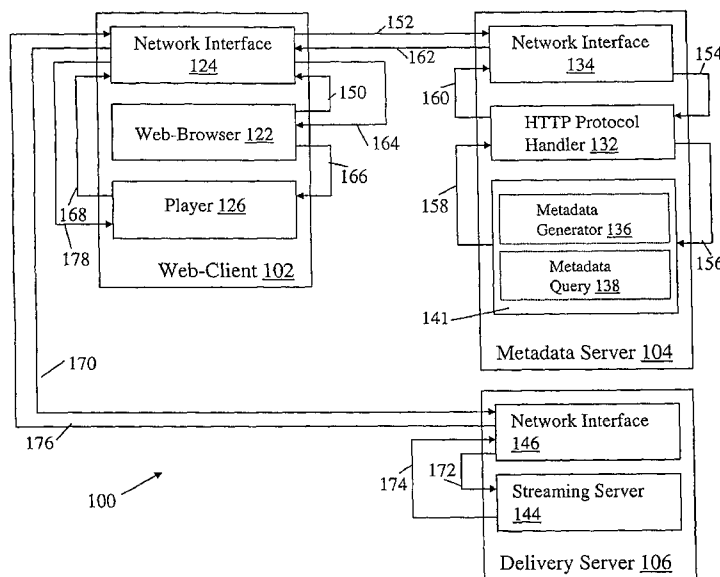 152
Network Interface
124
162
Network Interface
134
154
150
160
Web-Browser 122
164
HTTP Protocol
Handler 132
166
158
Player 126
168
178
Metadata
Generator 136
156
Metadata
Query 138
Web-Client 102
141
Metadata Server 104
170
176
Network Interface
146
174
172
100
Streaming Server
144
Delivery Server 106